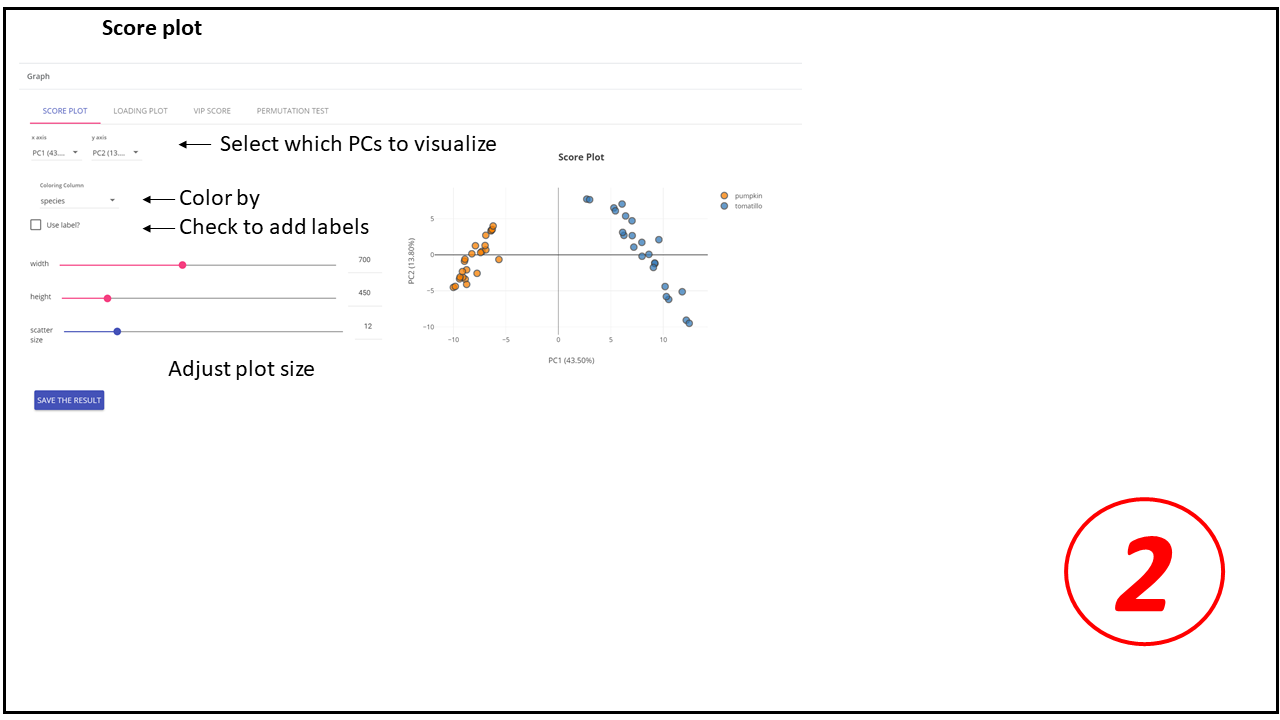 Score plot
Graph
SCORE PLOT LOADING PLOT VIP SCORE PERMUTATION TEST
x axis y axis
PC1 (43.... PC2 (13....
Select which PCs to visualize
Coloring Column
species
Color by
Use label?
Check to add labels
width 700
height 450
scatter size 12
Adjust plot size
SAVE THE RESULT
Score Plot
pumpkin
tomatillo
PC2 (13.80%)
5
0
−5
−10
−10 −5 0 5 10
PC1 (43.50%)
2